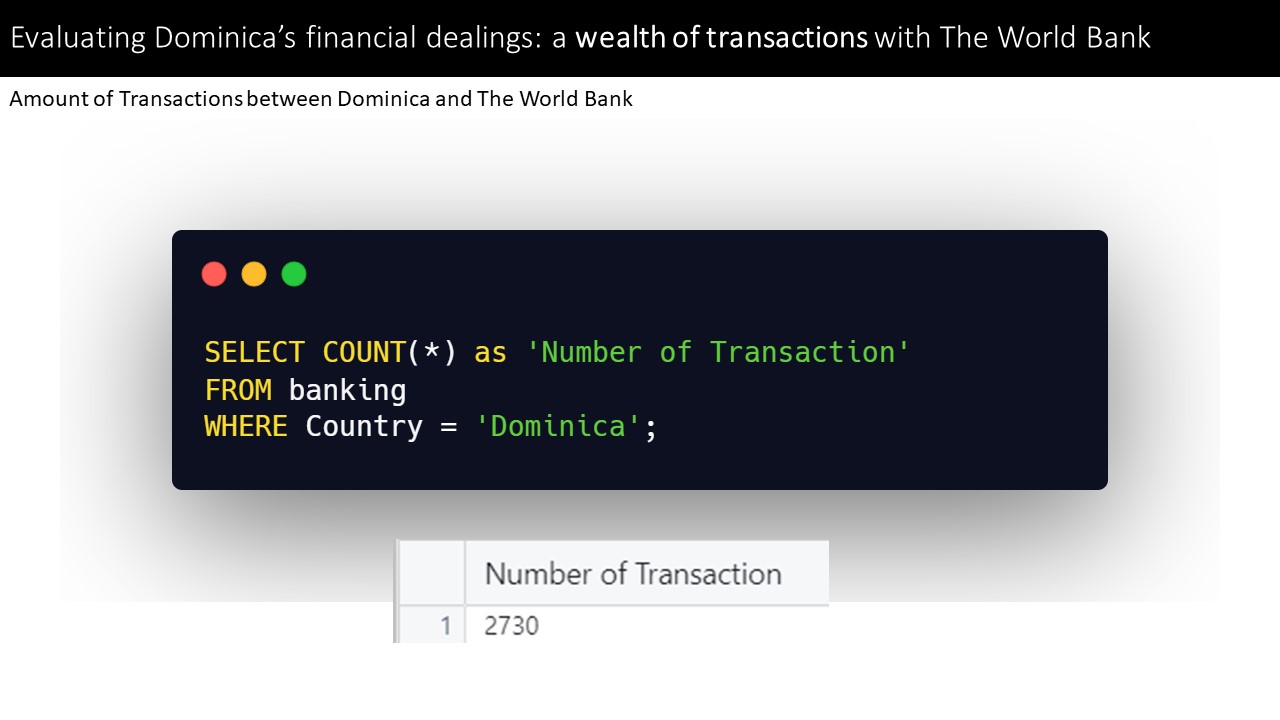 Evaluating Dominica’s financial dealings: a wealth of transactions with The World Bank
Amount of Transactions between Dominica and The World Bank
SELECT COUNT(*) as 'Number of Transaction'
FROM banking
WHERE Country = 'Dominica';
Number of Transaction
1 2730